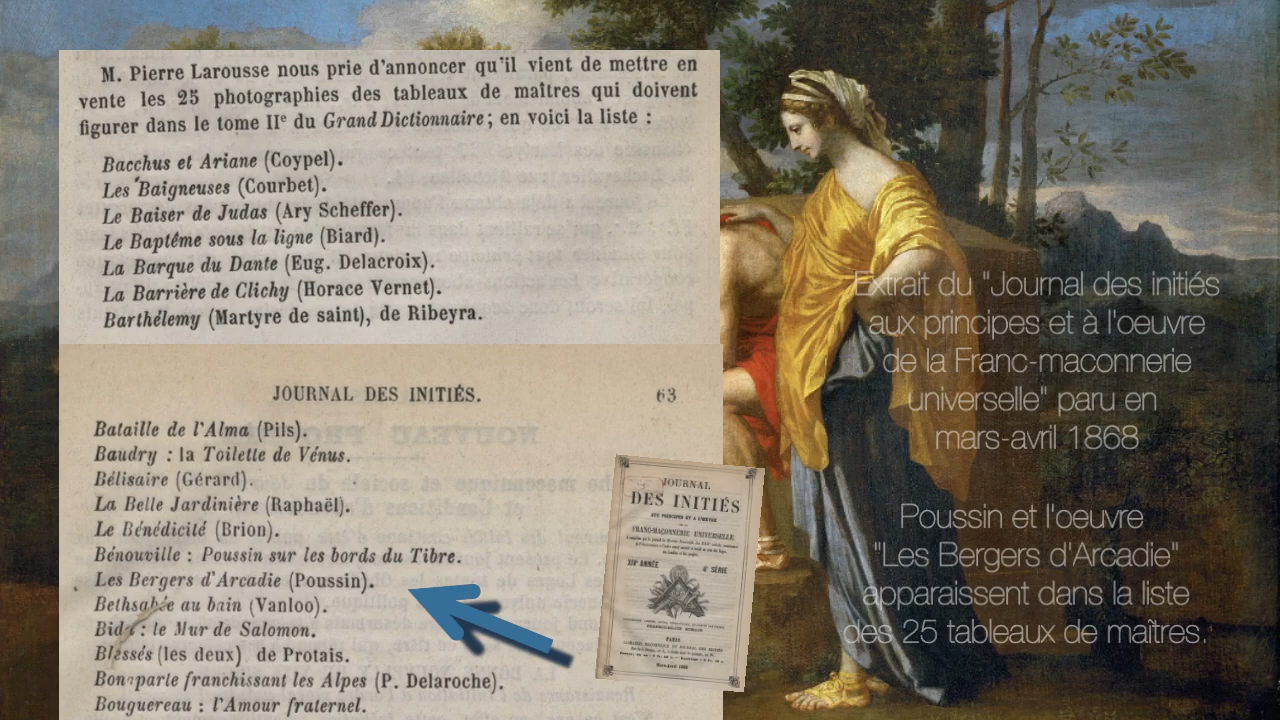 M. Pierre Larousse nous prie d'annoncer qu'il vient de mettre en
vente les 25 photographies des tableaux de maîtres qui doivent
figurer dans le tome IIe du Grand Dictionnaire; en voici la liste :
Bacchus et Ariane (Coypel).
Les Baigneuses (Courbet).
Le Baiser de Judas (Ary Scheffer).
Le Baptême sous la ligne (Biard).
La Barque du Dante (Eug. Delacroix).
La Barrière de Clichy (Horace Vernet).
Barthélemy (Martyre de saint), de Ribeyra.
JOURNAL DES INITIÉS. 63
Bataille de l'Alma (Pils).
Baudry : la Toilette de Vénus.
Bélisaire (Gérard).
La Belle Jardinière (Raphaël).
Le Bénédicité (Brion).
Bénouville : Poussin sur les bords du Tibre.
Les Bergers d'Arcadie (Poussin).
Bethsabée au bain (Vanloo).
Bida : le Mur de Salomon.
Blessés (les deux) de Protais.
Bonaparte franchissant les Alpes (P. Delaroche).
Bouguereau : l'Amour fraternel.
JOURNAL
DES INITIÉS
AUX PRINCIPES ET A L'ŒUVRE
FRANC-MAÇONNERIE UNIVERSELLE
XIVe ANNÉE 4e SÉRIE
PARIS
Extrait du "Journal des initiés
aux principes et à l'oeuvre
de la Franc-maconnerie
universelle" paru en
mars-avril 1868
Poussin et l'oeuvre
"Les Bergers d'Arcadie"
apparaissent dans la liste
des 25 tableaux de maîtres.